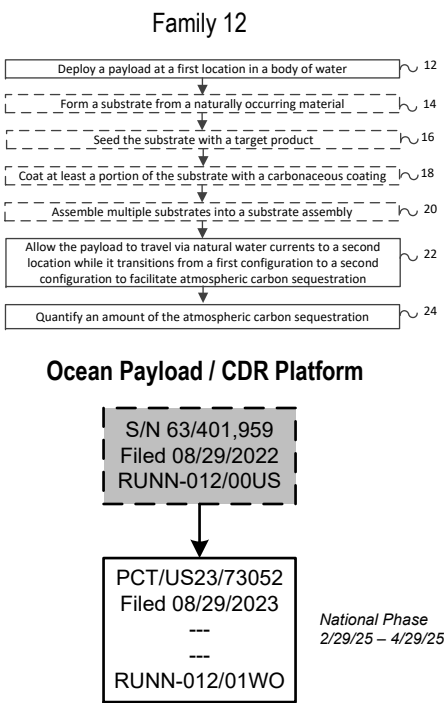 Family 12
Deploy a payload at a first location in a body of water
12
Form a substrate from a naturally occurring material
14
Seed the substrate with a target product
16
Coat at least a portion of the substrate with a carbonaceous coating
18
Assemble multiple substrates into a substrate assembly
20
Allow the payload to travel via natural water currents to a second
location while it transitions from a first configuration to a second
configuration to facilitate atmospheric carbon sequestration
22
Quantify an amount of the atmospheric carbon sequestration
24
Ocean Payload / CDR Platform
S/N 63/401,959
Filed 08/29/2022
RUNN-012/00US
PCT/US23/73052
Filed 08/29/2023
---
---
RUNN-012/01WO
National Phase
2/29/25 – 4/29/25